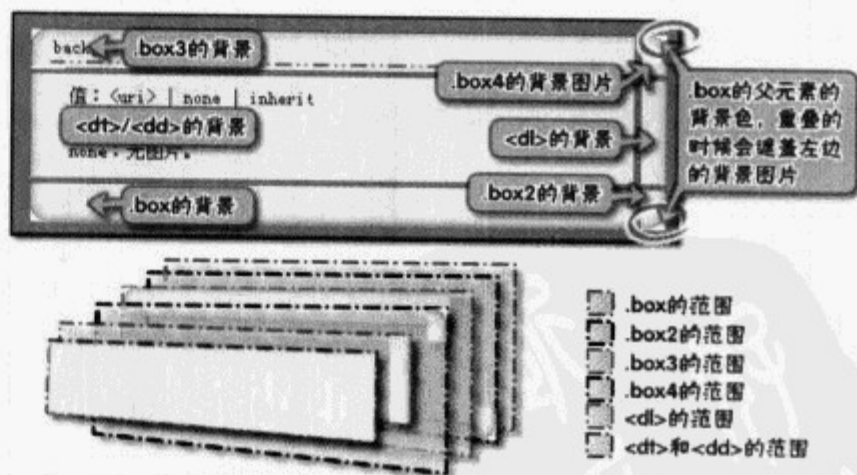 back
.box3的背景
.box4的背景图片
值：<uri> | none | inherit
<dt>/<dd>的背景
<dl>的背景
none：无图片。
.box的背景
.box2的背景
.box的父元素的
背景色，重叠的
时候会遮盖左边
的背景图片
.box的范围
.box2的范围
.box3的范围
.box4的范围
<dl>的范围
<dt>和<dd>的范围